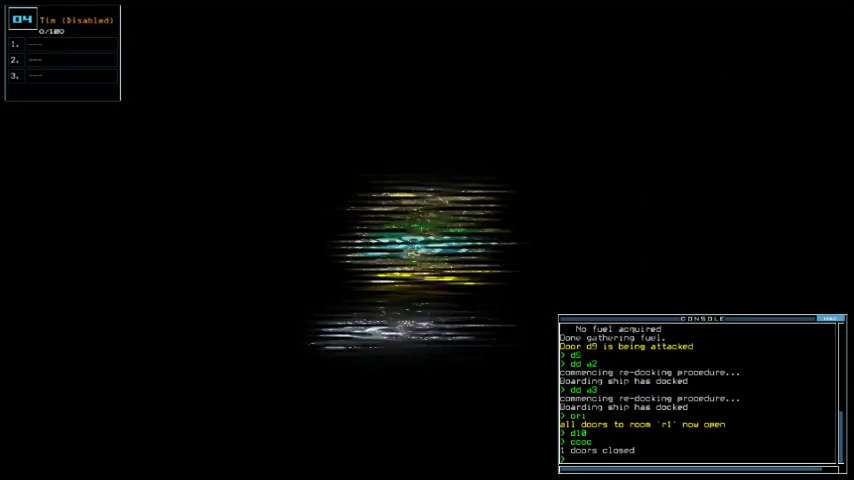 04 Tim (Disabled)
0/100
1. ---
2. ---
3. ---
CONSOLE
No fuel acquired
Done gathering fuel.
Door d9 is being attacked
> d5
> dd a2
commencing re-docking procedure...
Boarding ship has docked
> dd a3
commencing re-docking procedure...
Boarding ship has docked
> ori
all doors to room 'r1' now open
> d10
> cccc
1 doors closed
>